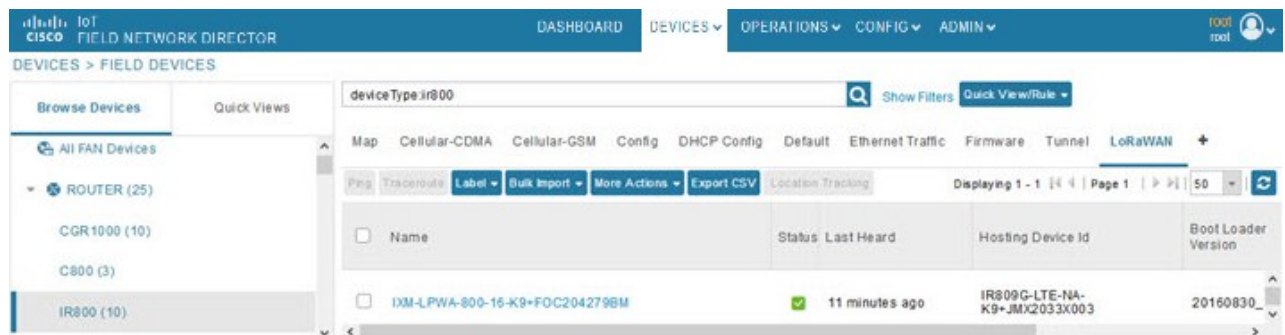 IoT
CISCO FIELD NETWORK DIRECTOR
DASHBOARD DEVICES OPERATIONS CONFIG ADMIN
root
root
DEVICES > FIELD DEVICES
Browse Devices Quick Views
deviceType:ir800
Show Filters Quick View/Rule
All FAN Devices
Map Cellular-CDMA Cellular-GSM Config DHCP Config Default Ethernet Traffic Firmware Tunnel LoRaWAN +
ROUTER (25)
Ping Traceroute Label Bulk Import More Actions Export CSV Location Tracking Displaying 1 - 1 Page 1 50
CGR1000 (10)
Name Status Last Heard Hosting Device Id Boot Loader Version
C800 (3)
IR800 (10)
IXM-LPWA-800-16-K9+FOC204279BM 11 minutes ago IR809G-LTE-NA-K9+JMX2033X003 20160830_